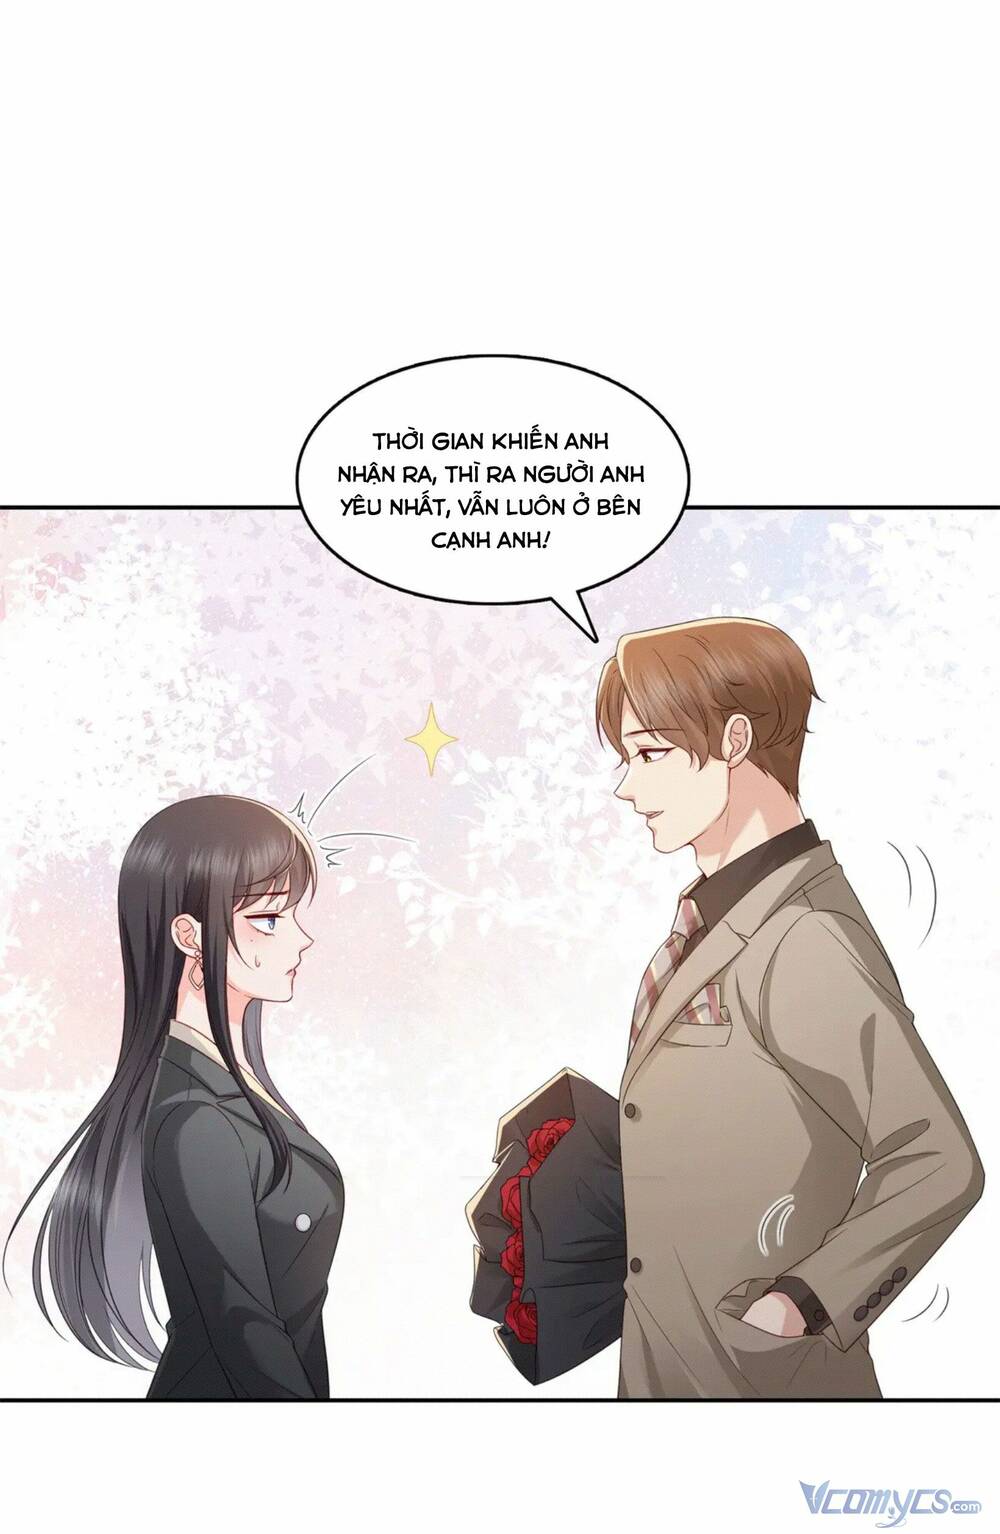 THỜI GIAN KHIẾN ANH
NHẬN RA, THÌ RA NGƯỜI ANH
YÊU NHẤT, VẪN LUÔN Ở BÊN
CẠNH ANH!
VCOMYCS.com